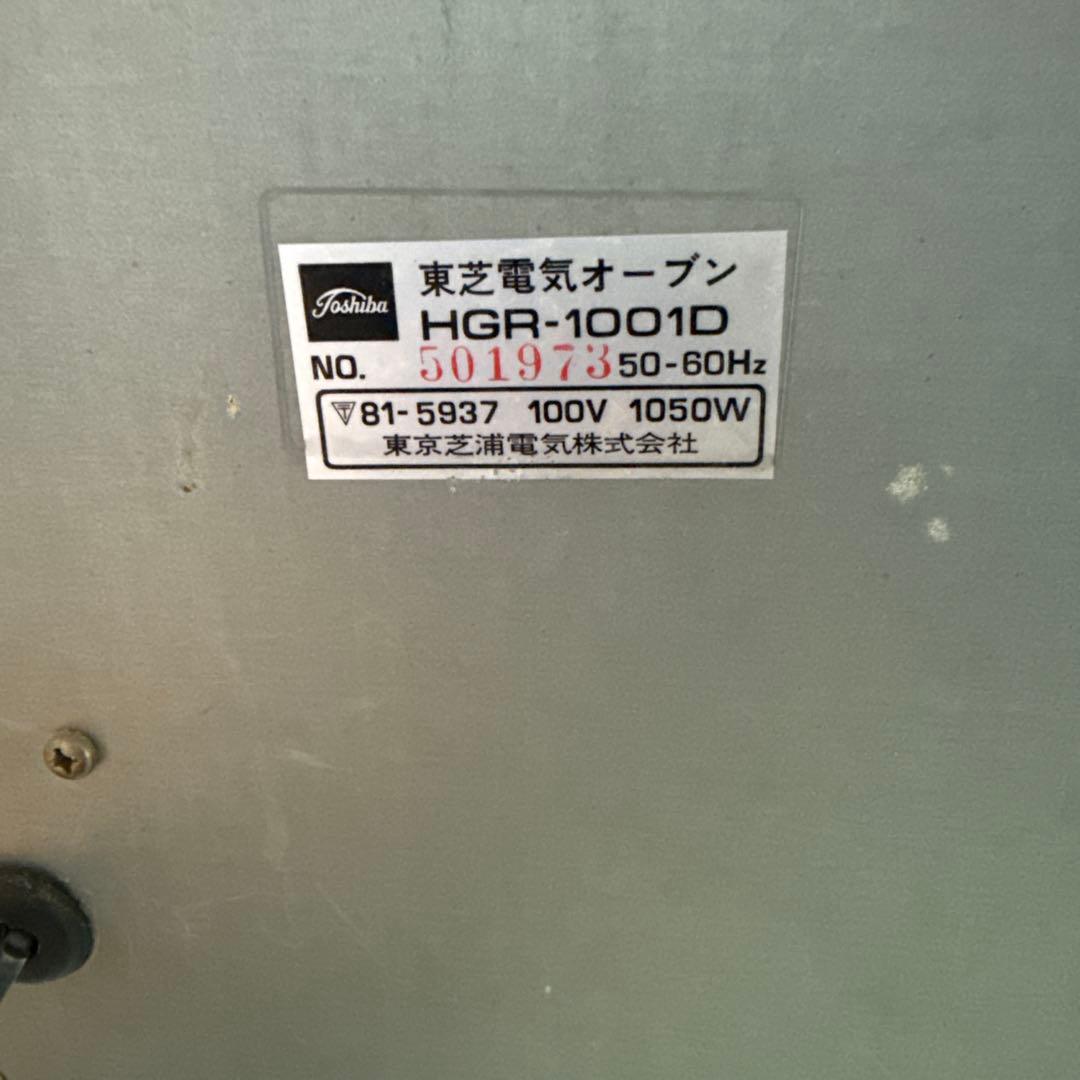 Toshiba
東芝電気オーブン
HGR-1001D
NO. 501973 50-60Hz
〒81-5937 100V 1050W
東京芝浦電気株式会社